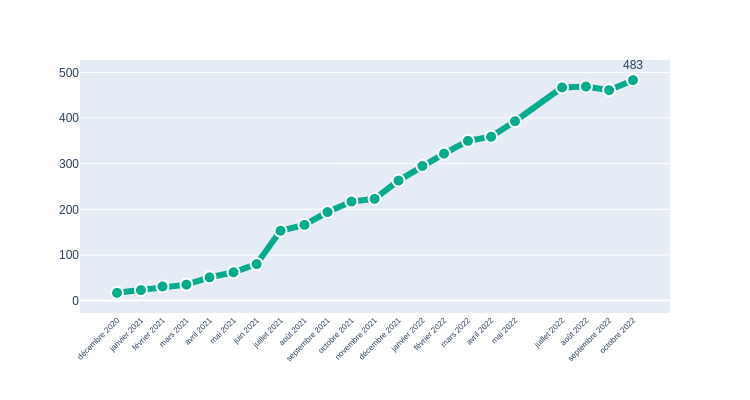 483
500
400
300
200
100
0
décembre 2020
janvier 2021
février 2021
mars 2021
avril 2021
mai 2021
juin 2021
juillet 2021
août 2021
septembre 2021
octobre 2021
novembre 2021
décembre 2021
janvier 2022
février 2022
mars 2022
avril 2022
mai 2022
juillet 2022
août 2022
septembre 2022
octobre 2022